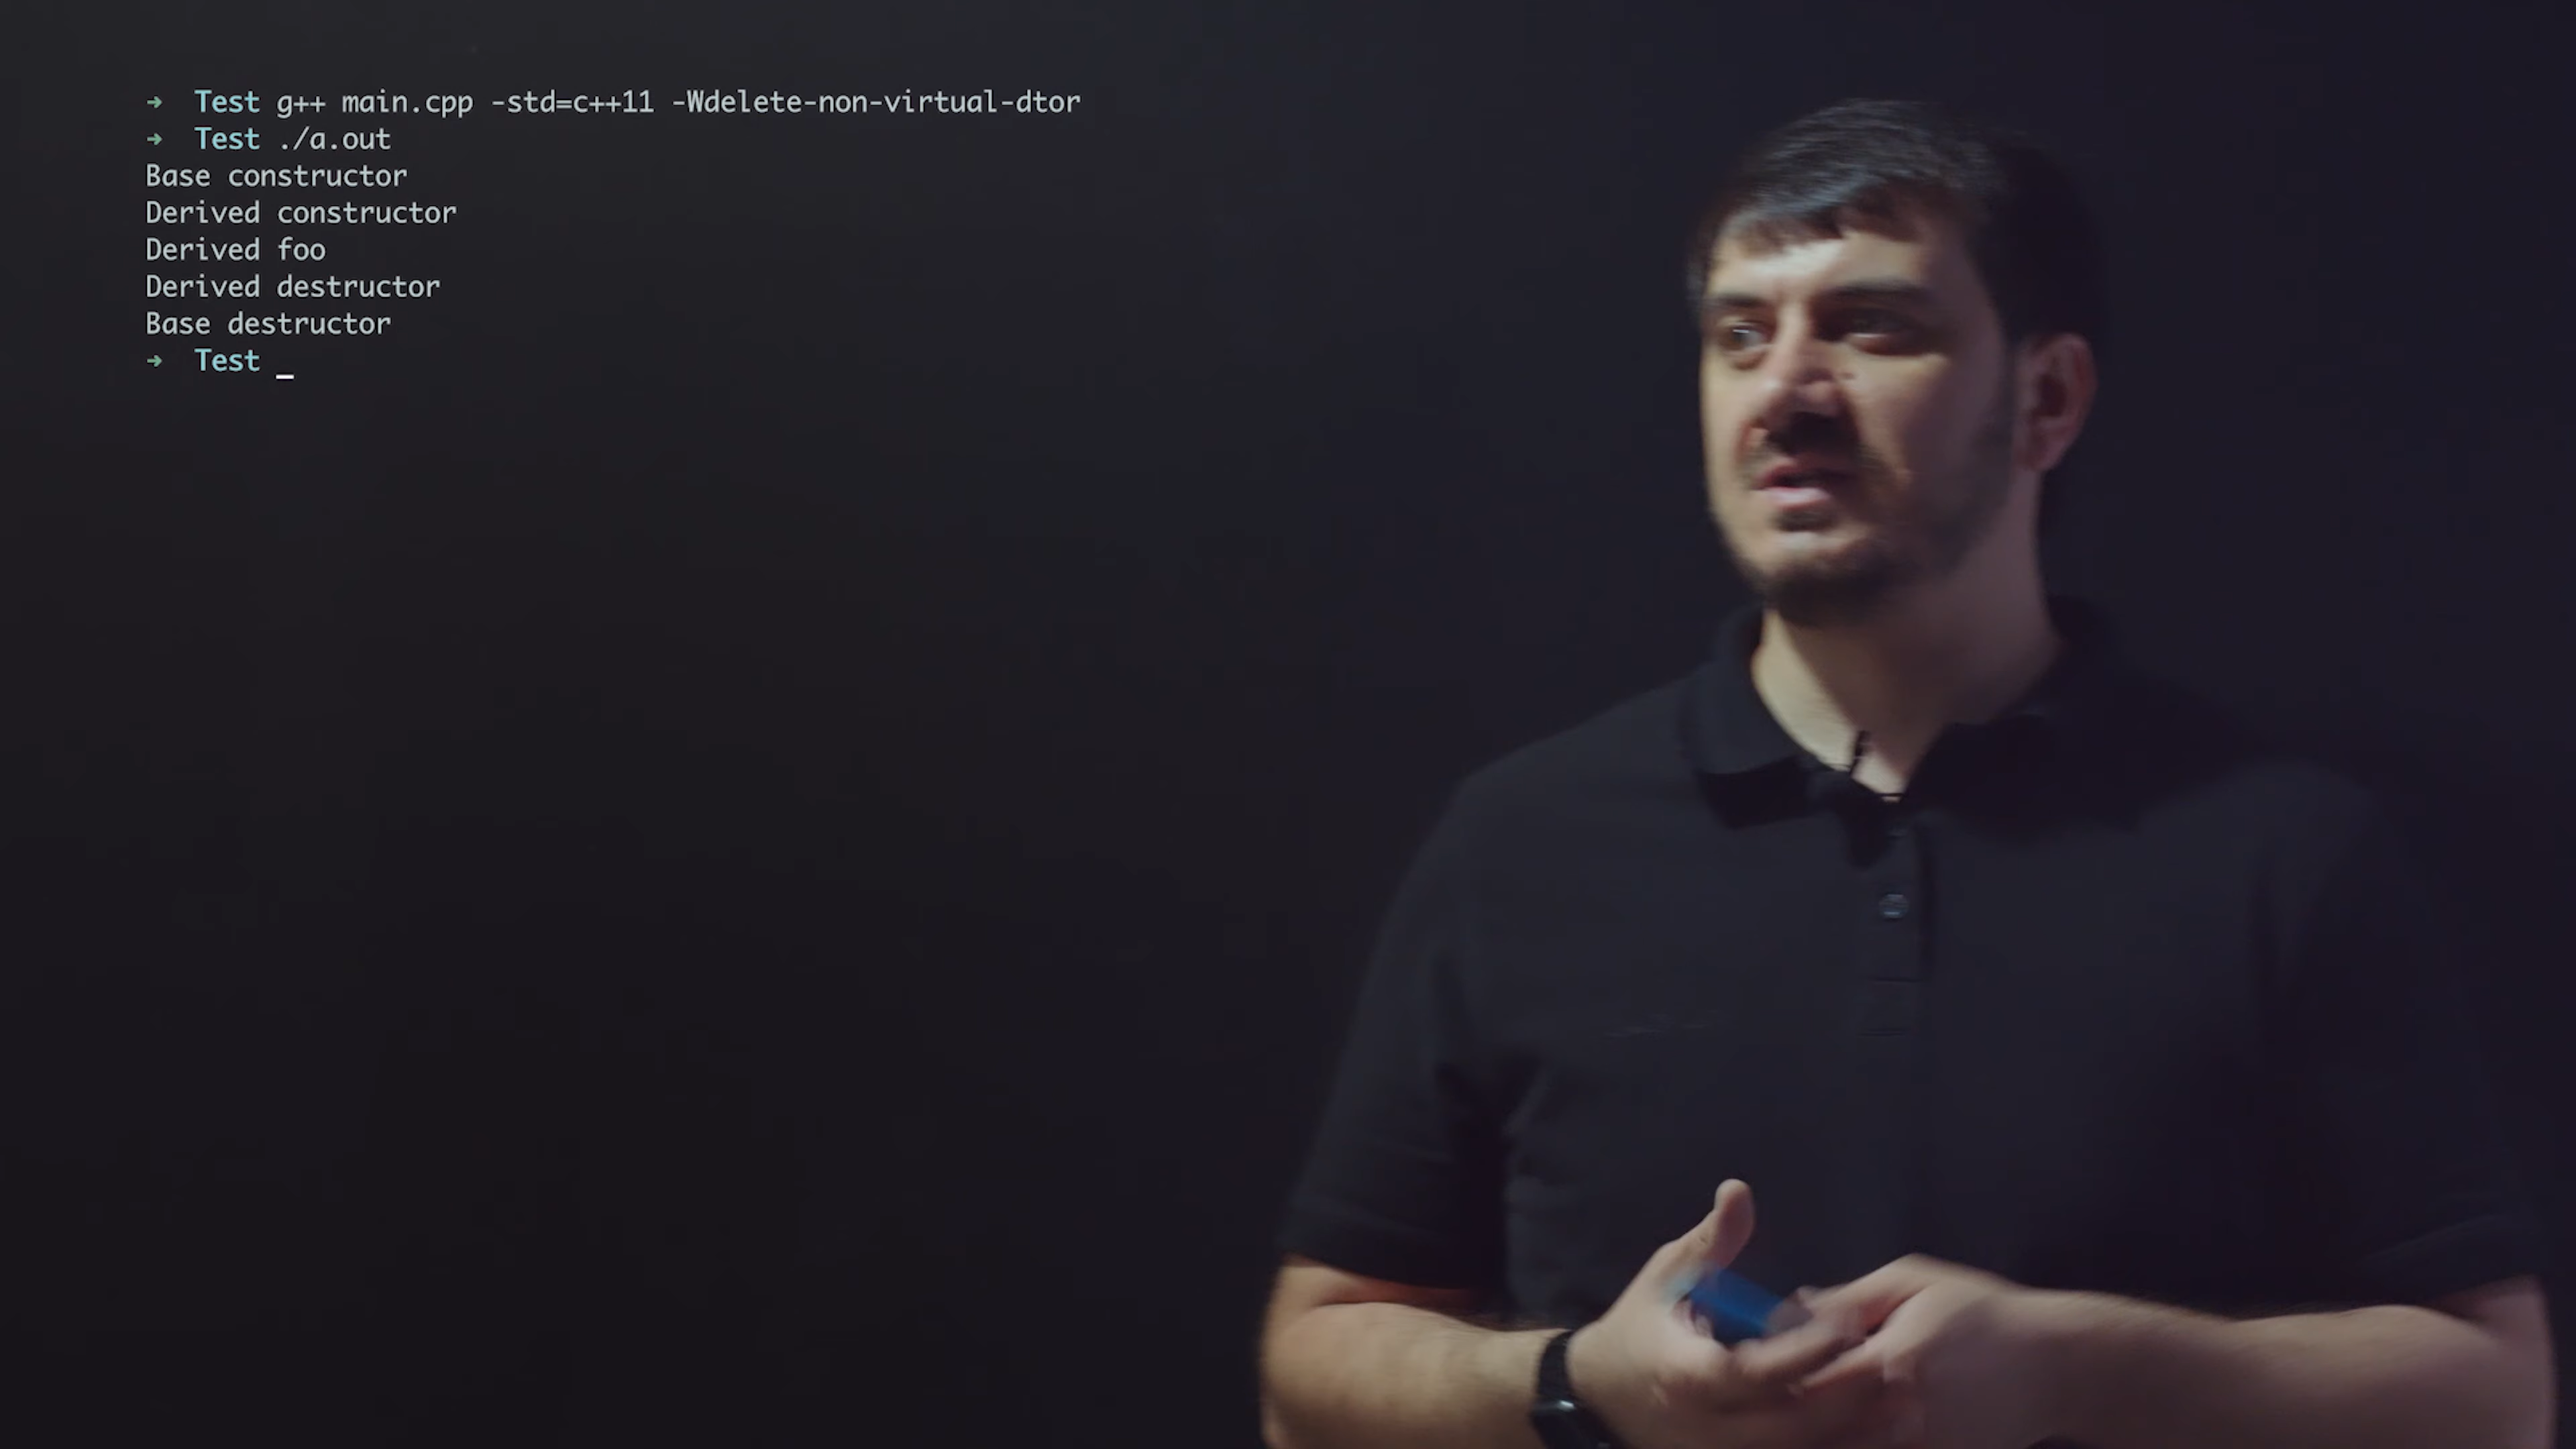 ➜ Test g++ main.cpp -std=c++11 -Wdelete-non-virtual-dtor
➜ Test ./a.out
Base constructor
Derived constructor
Derived foo
Derived destructor
Base destructor
➜ Test _